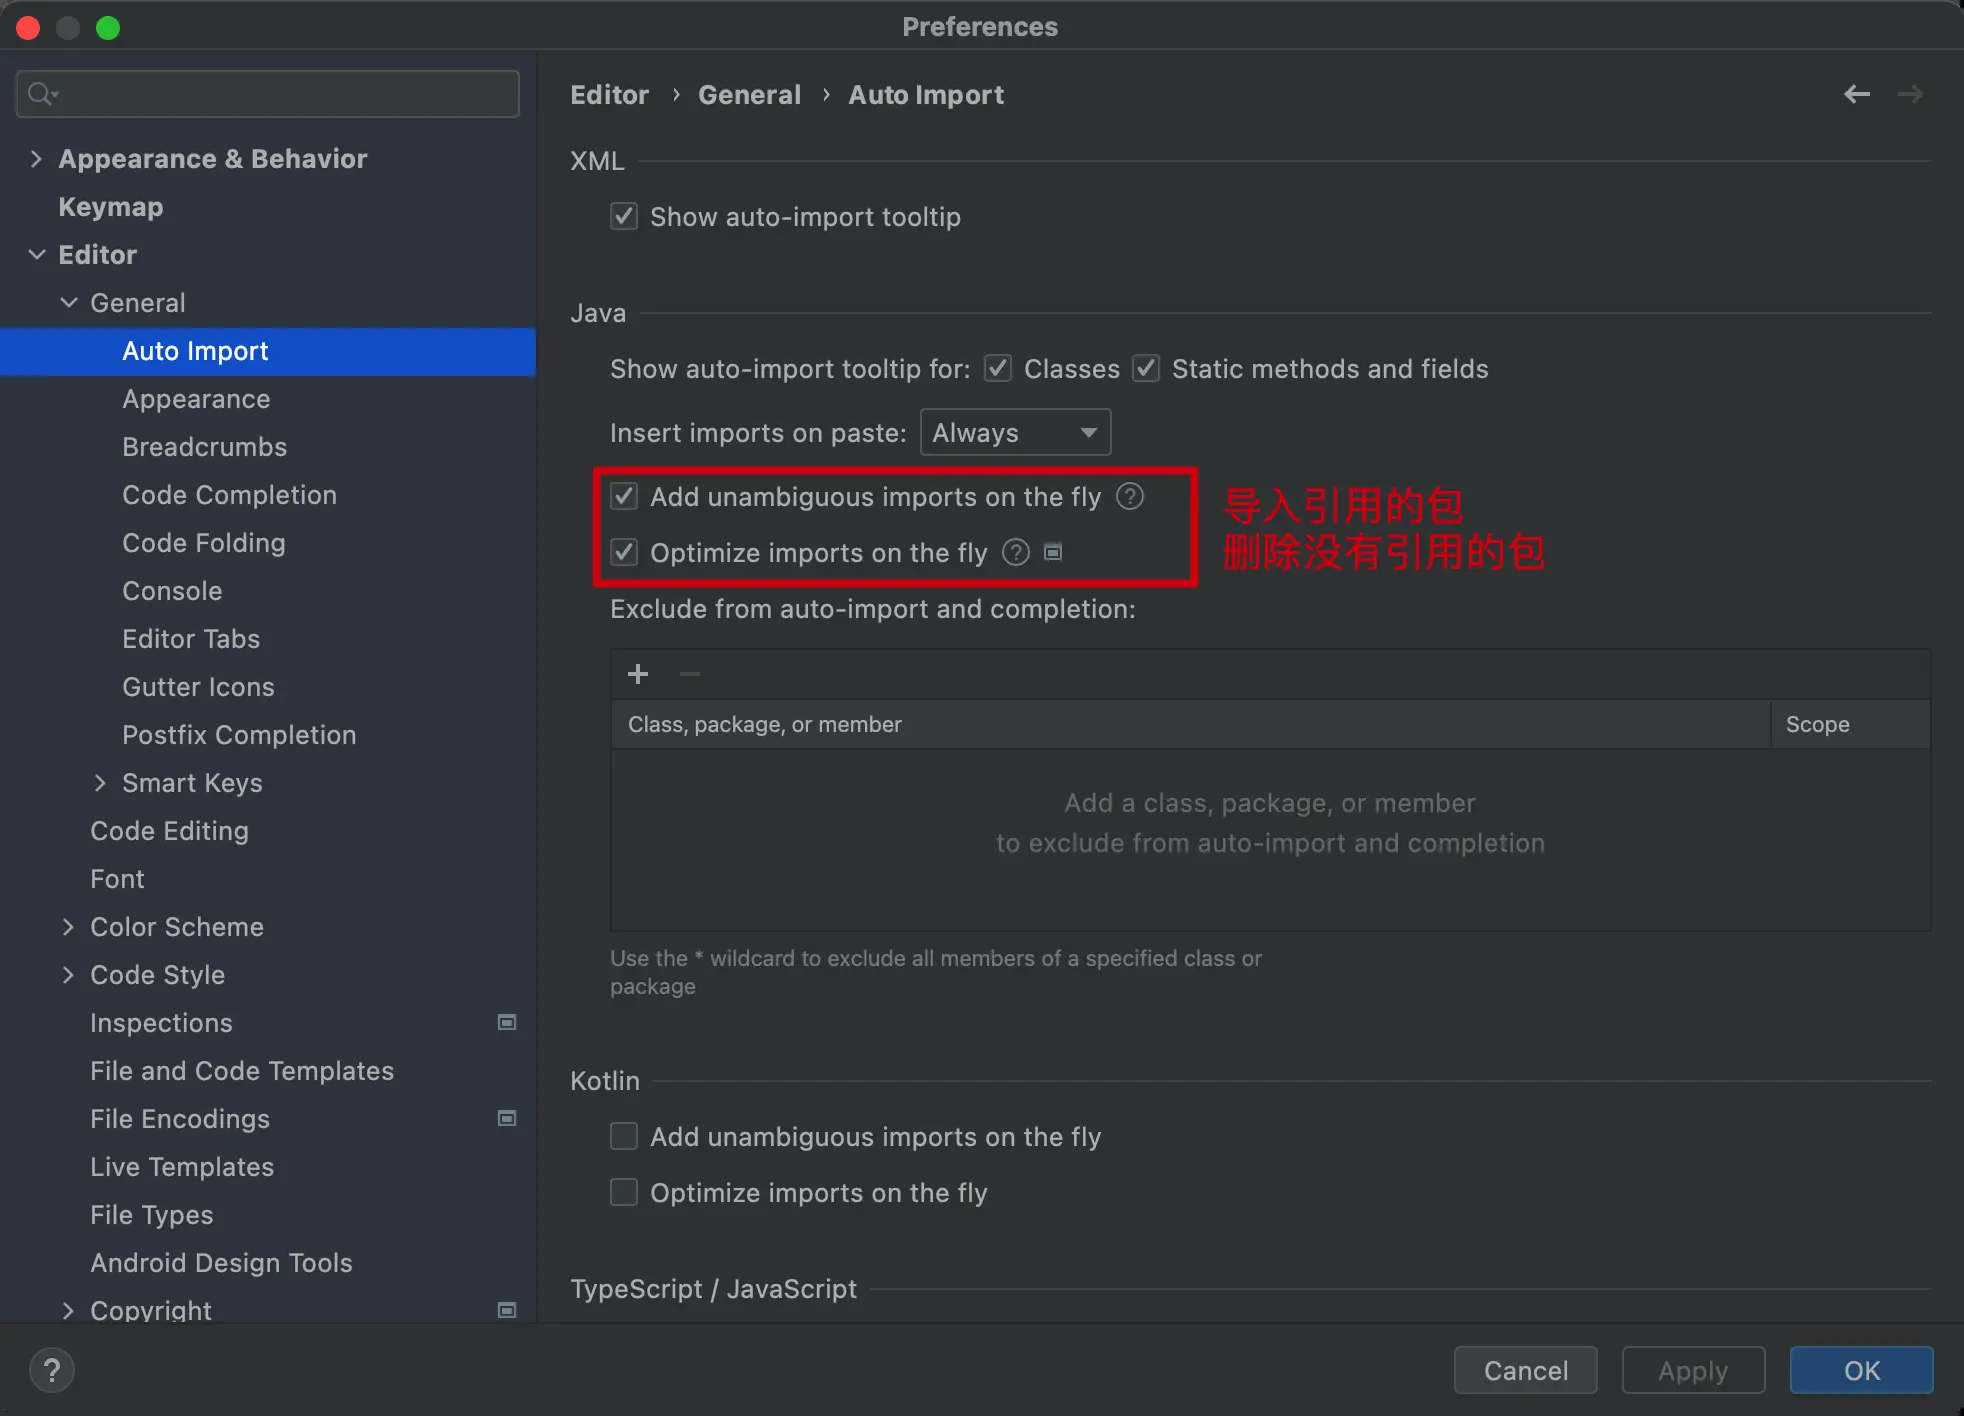 Preferences
Appearance & Behavior
Keymap
Editor
General
Auto Import
Appearance
Breadcrumbs
Code Completion
Code Folding
Console
Editor Tabs
Gutter Icons
Postfix Completion
Smart Keys
Code Editing
Font
Color Scheme
Code Style
Inspections
File and Code Templates
File Encodings
Live Templates
File Types
Android Design Tools
Copyright
Editor › General › Auto Import
XML
Show auto-import tooltip
Java
Show auto-import tooltip for: Classes Static methods and fields
Insert imports on paste: Always
Add unambiguous imports on the fly ?
导入引用的包
Optimize imports on the fly ?
删除没有引用的包
Exclude from auto-import and completion:
Class, package, or member Scope
Add a class, package, or member
to exclude from auto-import and completion
Use the * wildcard to exclude all members of a specified class or
package
Kotlin
Add unambiguous imports on the fly
Optimize imports on the fly
TypeScript / JavaScript
? Cancel Apply OK